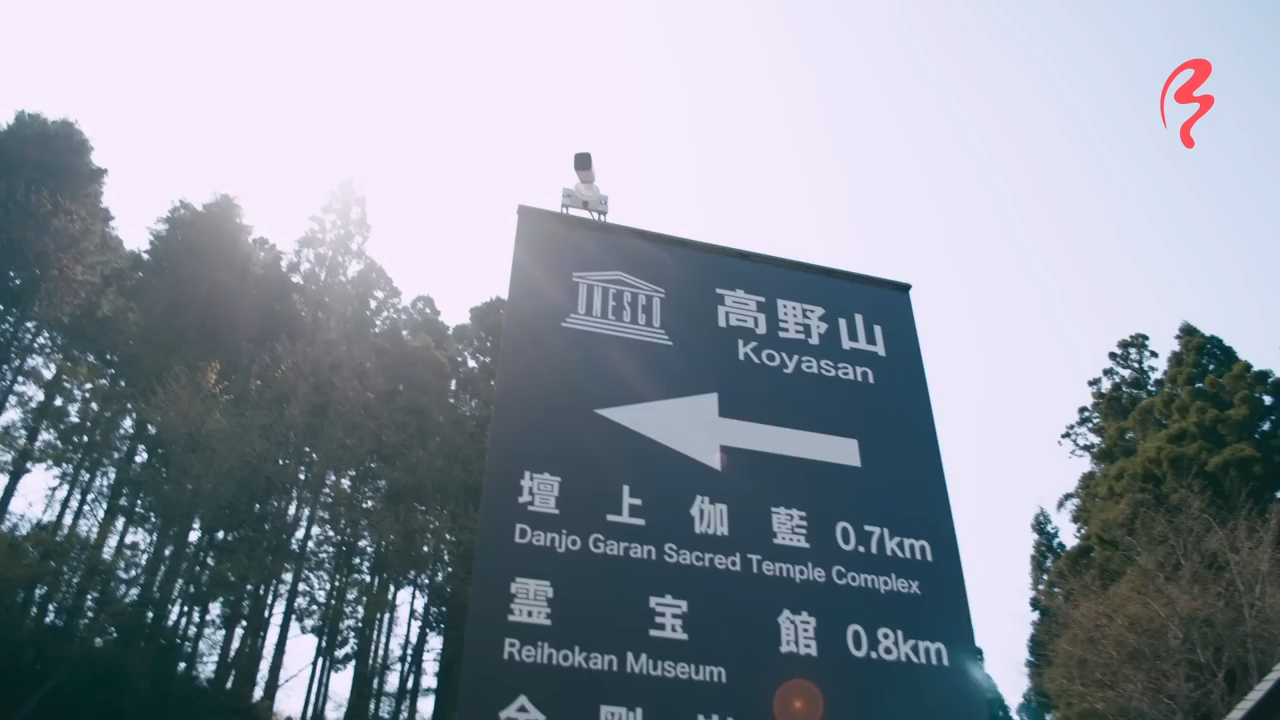 UNESCO
高野山
Koyasan
壇上伽藍 0.7km
Danjo Garan Sacred Temple Complex
霊宝館 0.8km
Reihokan Museum